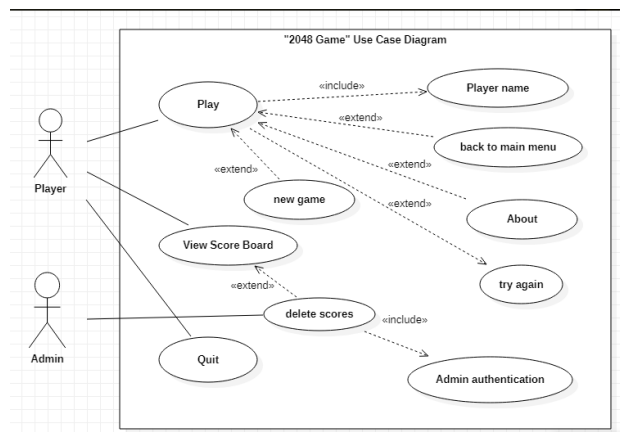 "2048 Game" Use Case Diagram
Play
«include»
Player name
«extend»
back to main menu
«extend»
«extend»
new game
«extend»
About
Player
View Score Board
try again
«extend»
delete scores
«include»
Admin
Quit
Admin authentication